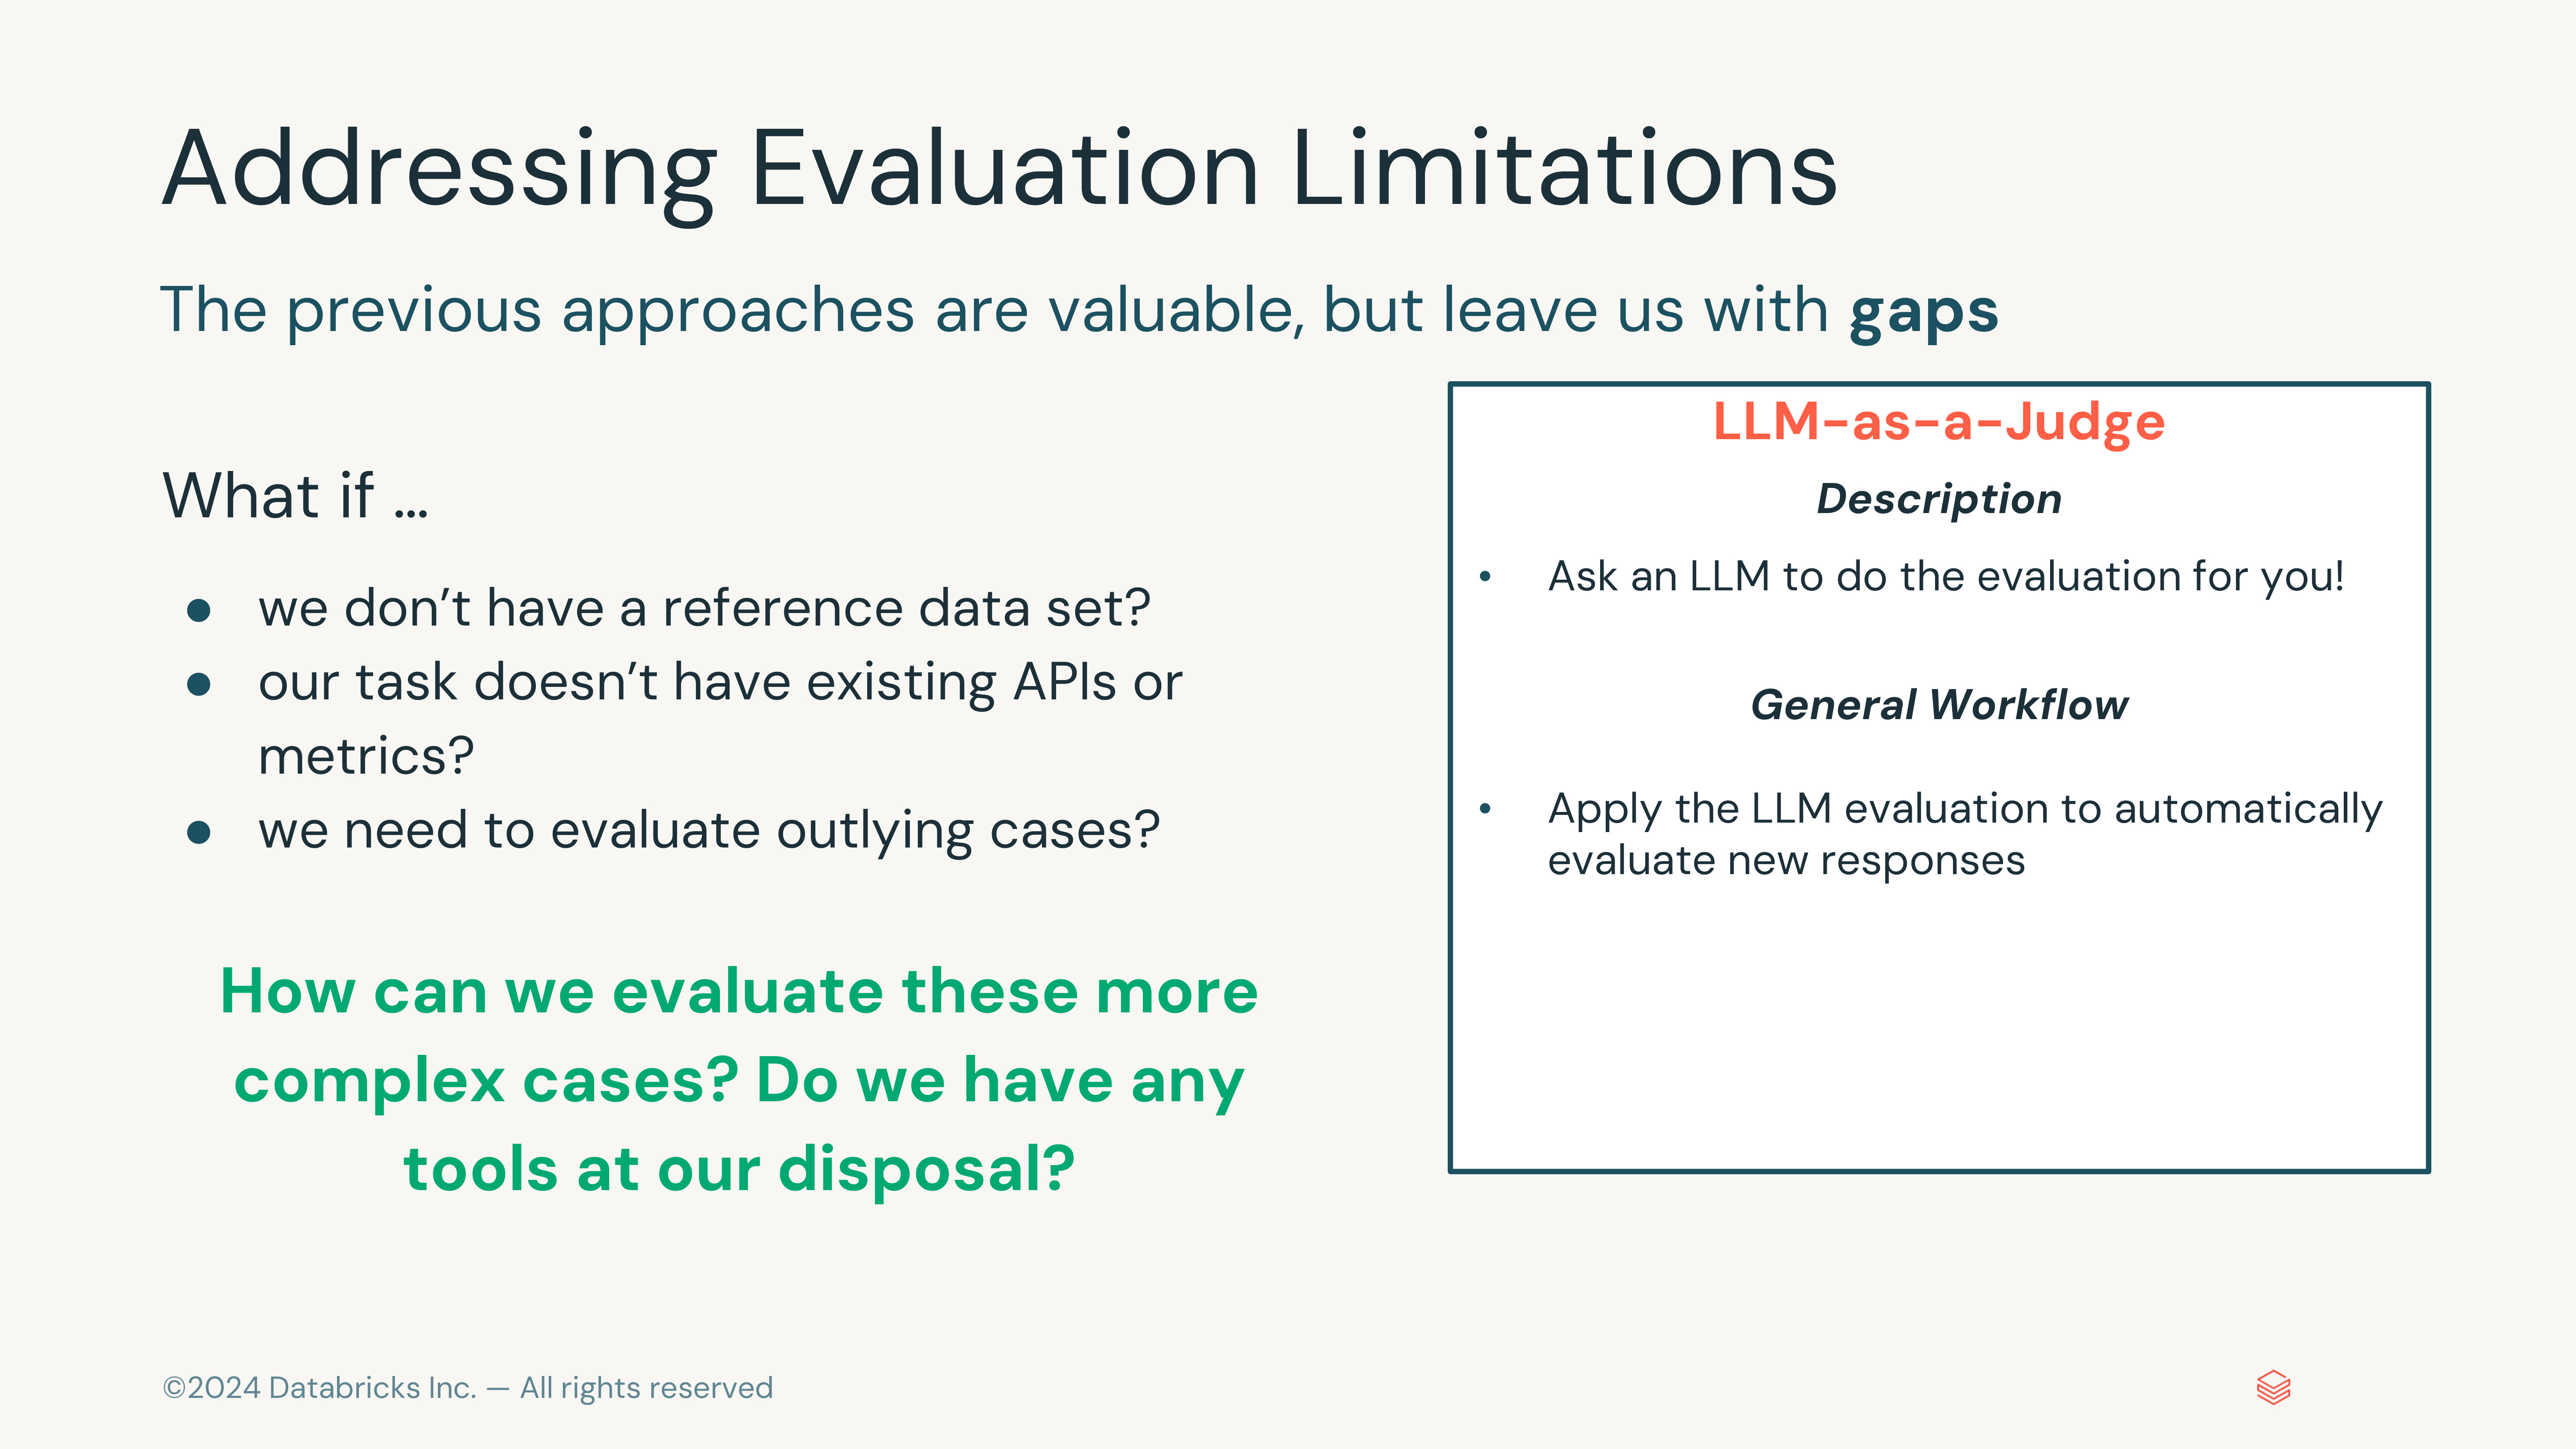 Addressing Evaluation Limitations
The previous approaches are valuable, but leave us with gaps
What if …
● we don’t have a reference data set?
● our task doesn’t have existing APIs or
metrics?
● we need to evaluate outlying cases?
How can we evaluate these more
complex cases? Do we have any
tools at our disposal?
LLM-as-a-Judge
Description
• Ask an LLM to do the evaluation for you!
General Workflow
• Apply the LLM evaluation to automatically
evaluate new responses
©2024 Databricks Inc. — All rights reserved